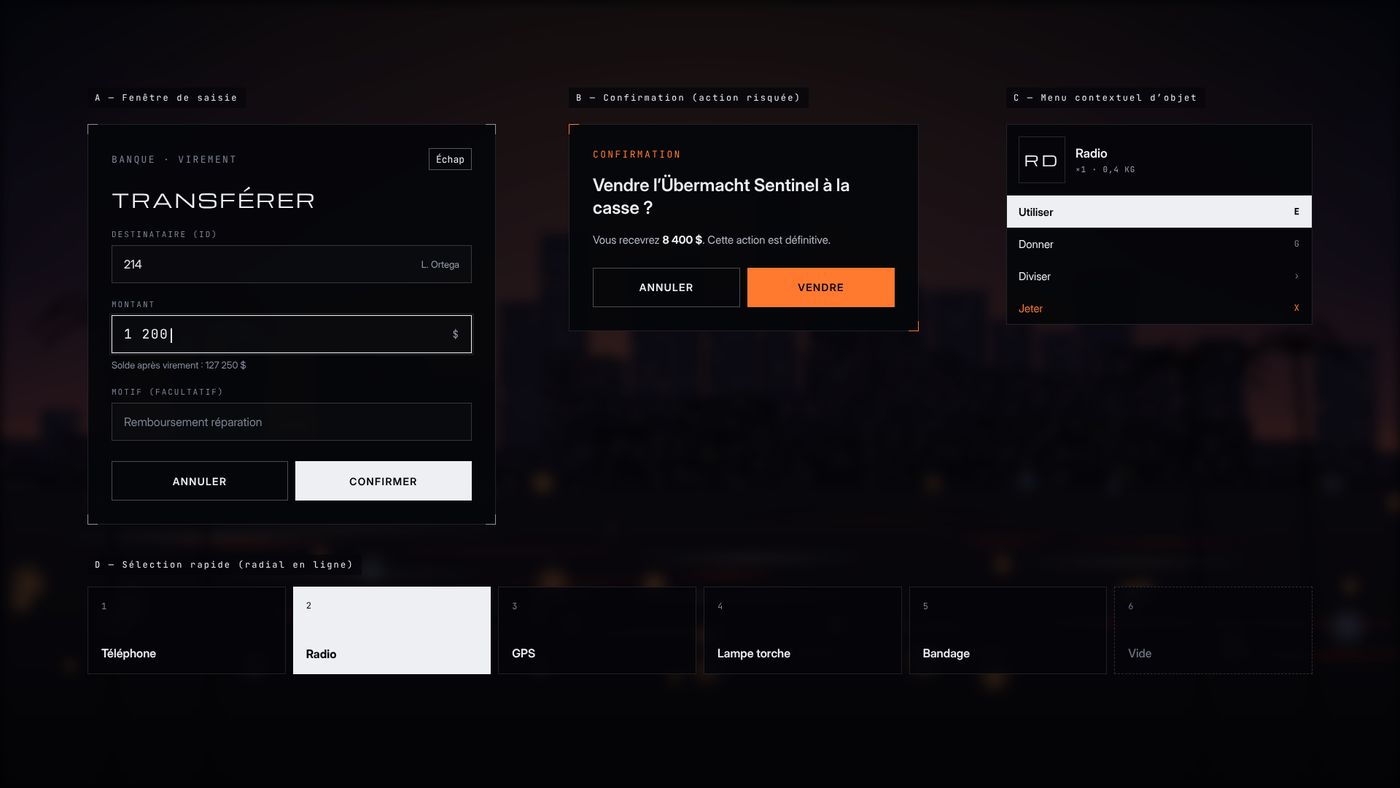 A — Fenêtre de saisie
BANQUE · VIREMENT
Échap
TRANSFÉRER
DESTINATAIRE (ID)
214
L. Ortega
MONTANT
1 200
$
Solde après virement : 127 250 $
MOTIF (FACULTATIF)
Remboursement réparation
ANNULER
CONFIRMER
B — Confirmation (action risquée)
CONFIRMATION
Vendre l’Übermacht Sentinel à la
casse ?
Vous recevrez 8 400 $. Cette action est définitive.
ANNULER
VENDRE
C — Menu contextuel d’objet
RD
Radio
×1 · 0,4 KG
Utiliser E
Donner G
Diviser ›
Jeter X
D — Sélection rapide (radial en ligne)
1
Téléphone
2
Radio
3
GPS
4
Lampe torche
5
Bandage
6
Vide